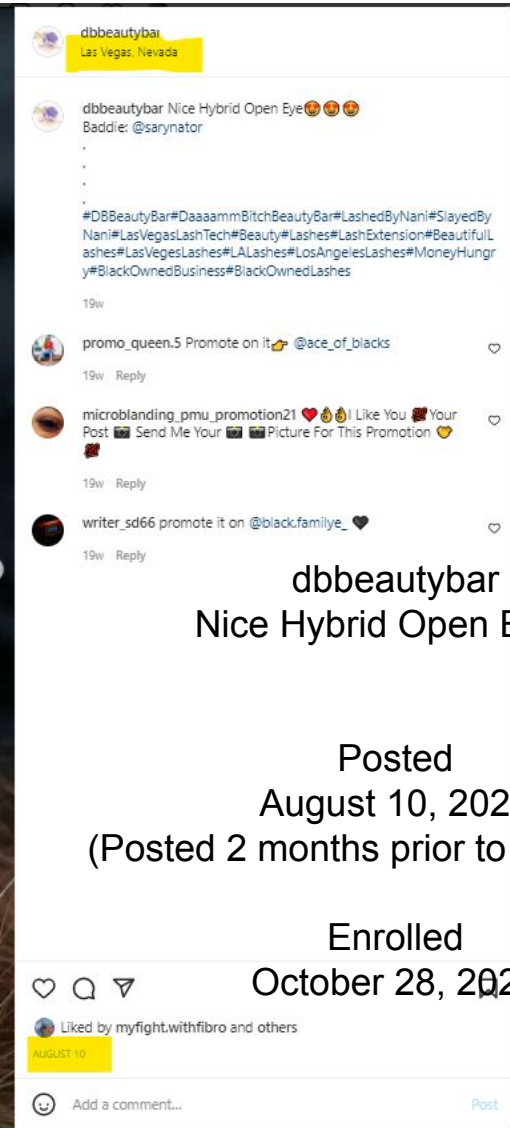 dbbeautybar
Las Vegas, Nevada
dbbeautybar Nice Hybrid Open Eye😍😍😍
Baddie: @sarynator
.
.
.
.
#DBBeautyBar#DaaaammBitchBeautyBar#LashedByNani#SlayedBy
Nani#LasVegasLashTech#Beauty#Lashes#LashExtension#BeautifulL
ashes#LasVegesLashes#LALashes#LosAngelesLashes#MoneyHungr
y#BlackOwnedBusiness#BlackOwnedLashes
19w
promo_queen.5 Promote on it👉 @ace_of_blacks
19w Reply
microblanding_pmu_promotion21 ❤️👌👌I Like You 💯Your
Post 📸 Send Me Your 📸 📸Picture For This Promotion
19w Reply
writer_sd66 promote it on @black.familye_ 🖤
19w Reply
dbbeautybar
Nice Hybrid Open
Posted
August 10, 202
(Posted 2 months prior to
Enrolled
October 28, 202
Liked by myfight.withfibro and others
AUGUST 10
Add a comment...
Post